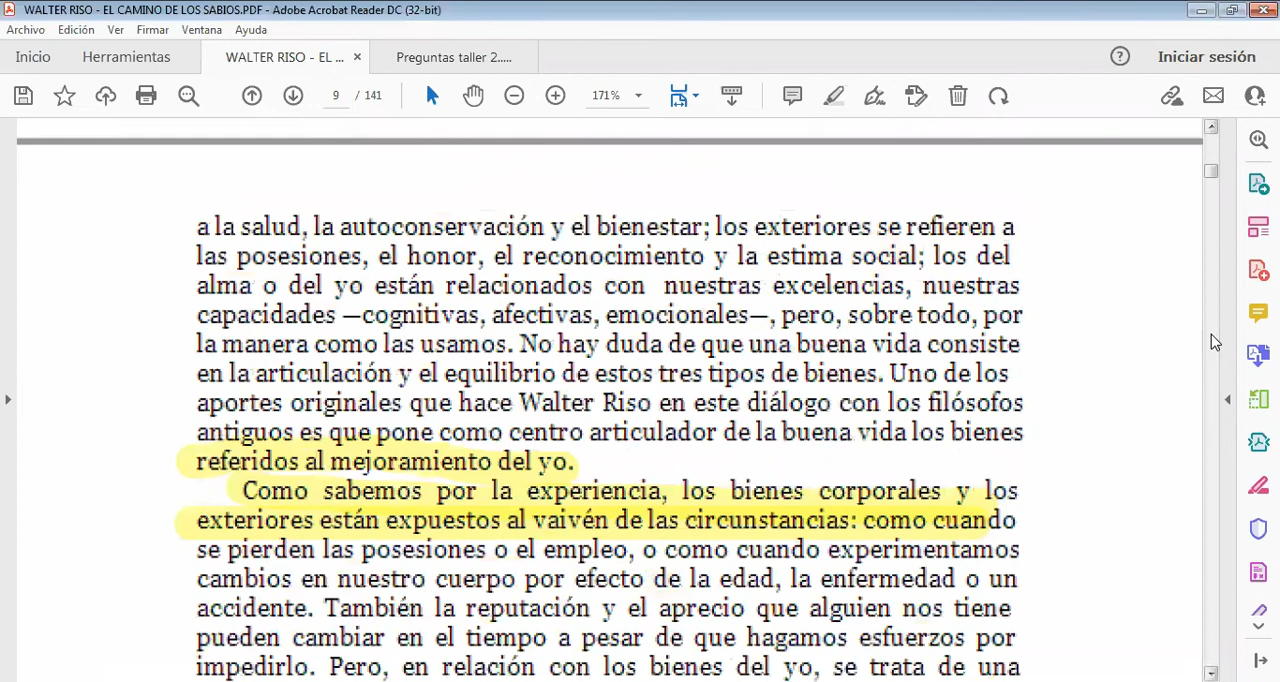 WALTER RISO - EL CAMINO DE LOS SABIOS.PDF - Adobe Acrobat Reader DC (32-bit)
Archivo Edición Ver Firmar Ventana Ayuda
Inicio Herramientas WALTER RISO - EL ... × Preguntas taller 2.... Iniciar sesión
9 / 141 171%
a la salud, la autoconservación y el bienestar; los exteriores se refieren a
las posesiones, el honor, el reconocimiento y la estima social; los del
alma o del yo están relacionados con nuestras excelencias, nuestras
capacidades —cognitivas, afectivas, emocionales—, pero, sobre todo, por
la manera como las usamos. No hay duda de que una buena vida consiste
en la articulación y el equilibrio de estos tres tipos de bienes. Uno de los
aportes originales que hace Walter Riso en este diálogo con los filósofos
antiguos es que pone como centro articulador de la buena vida los bienes
referidos al mejoramiento del yo.
Como sabemos por la experiencia, los bienes corporales y los
exteriores están expuestos al vaivén de las circunstancias: como cuando
se pierden las posesiones o el empleo, o como cuando experimentamos
cambios en nuestro cuerpo por efecto de la edad, la enfermedad o un
accidente. También la reputación y el aprecio que alguien nos tiene
pueden cambiar en el tiempo a pesar de que hagamos esfuerzos por
impedirlo. Pero, en relación con los bienes del yo, se trata de una